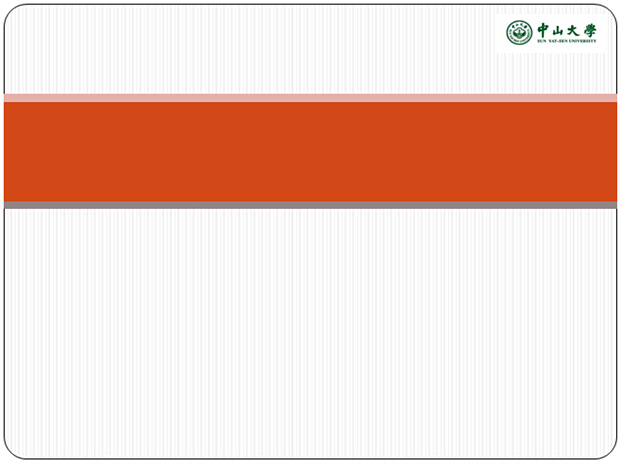 中山大學
SUN YAT-SEN UNIVERSITY